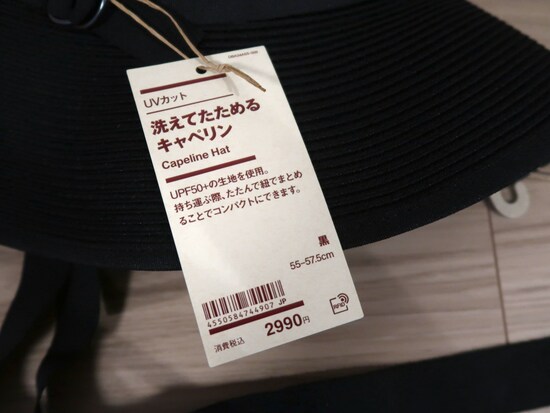 UVカット
洗えてたためる
キャペリン
Capeline Hat
UPF50+の生地を使用。
持ち運ぶ際、たたんで紐でまとめ
ることでコンパクトにできます。
黒
55-57.5cm
4550584744907 JP
消費税込 2990円
RFID